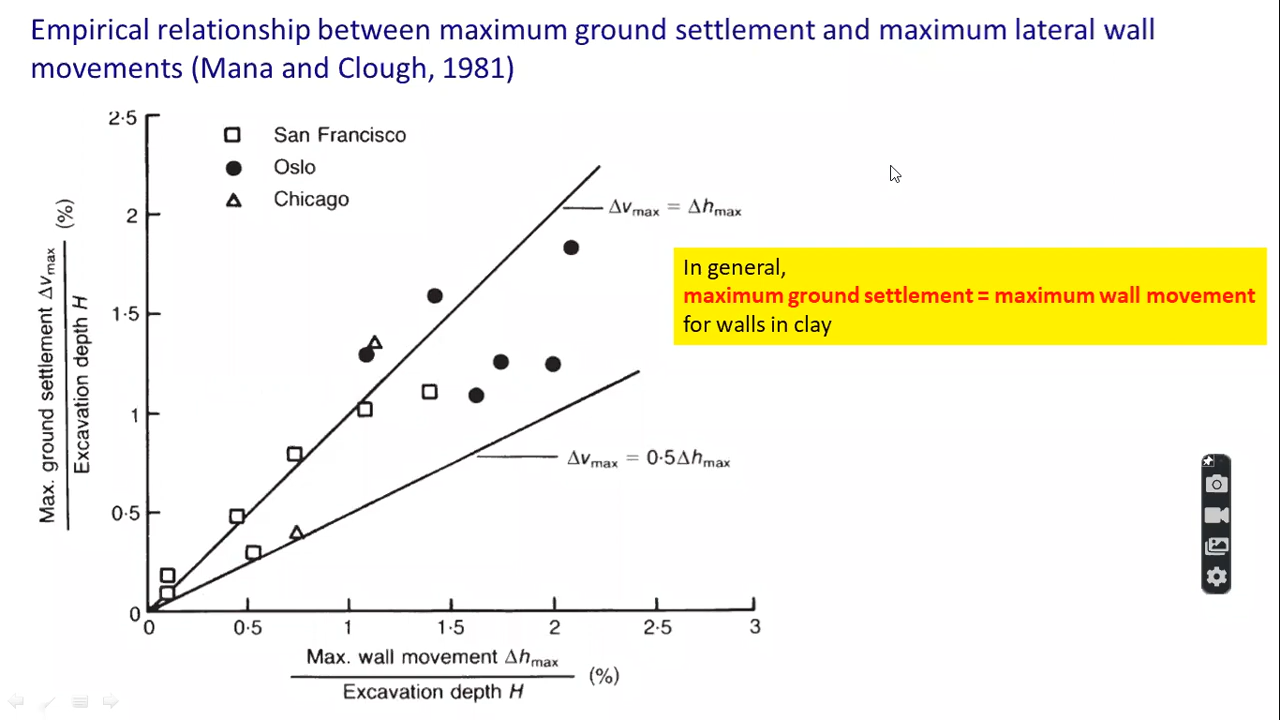 Empirical relationship between maximum ground settlement and maximum lateral wall
movements (Mana and Clough, 1981)
2·5
San Francisco
Oslo
Chicago
2
1·5
1
0·5
0
Max. ground settlement Δvmax
Excavation depth H
(%)
Δvmax = Δhmax
In general,
maximum ground settlement = maximum wall movement
for walls in clay
Δvmax = 0·5Δhmax
0 0·5 1 1·5 2 2·5 3
Max. wall movement Δhmax
Excavation depth H
(%)